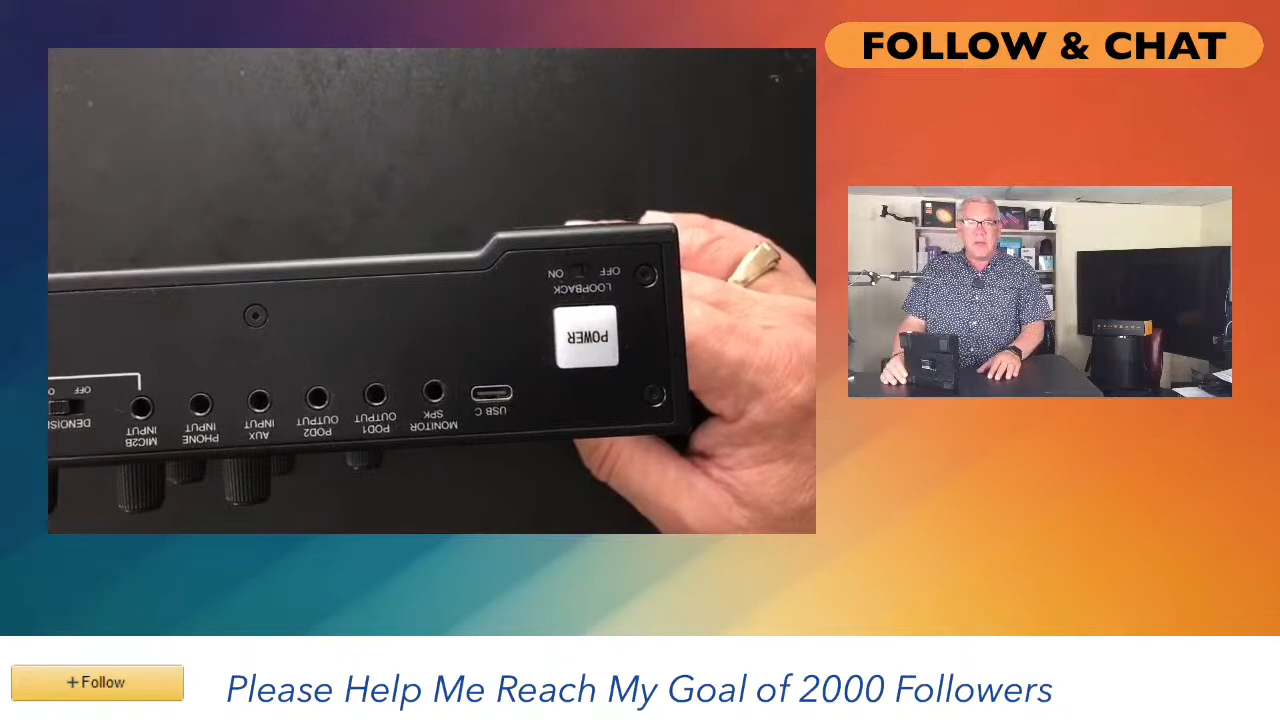 FOLLOW & CHAT
LOOPBACK
ON OFF
POWER
USB C
MONITOR
SPK
POD1
OUTPUT
POD2
OUTPUT
AUX
INPUT
PHONE
INPUT
MIC2B
INPUT
OFF
+Follow
Please Help Me Reach My Goal of 2000 Followers